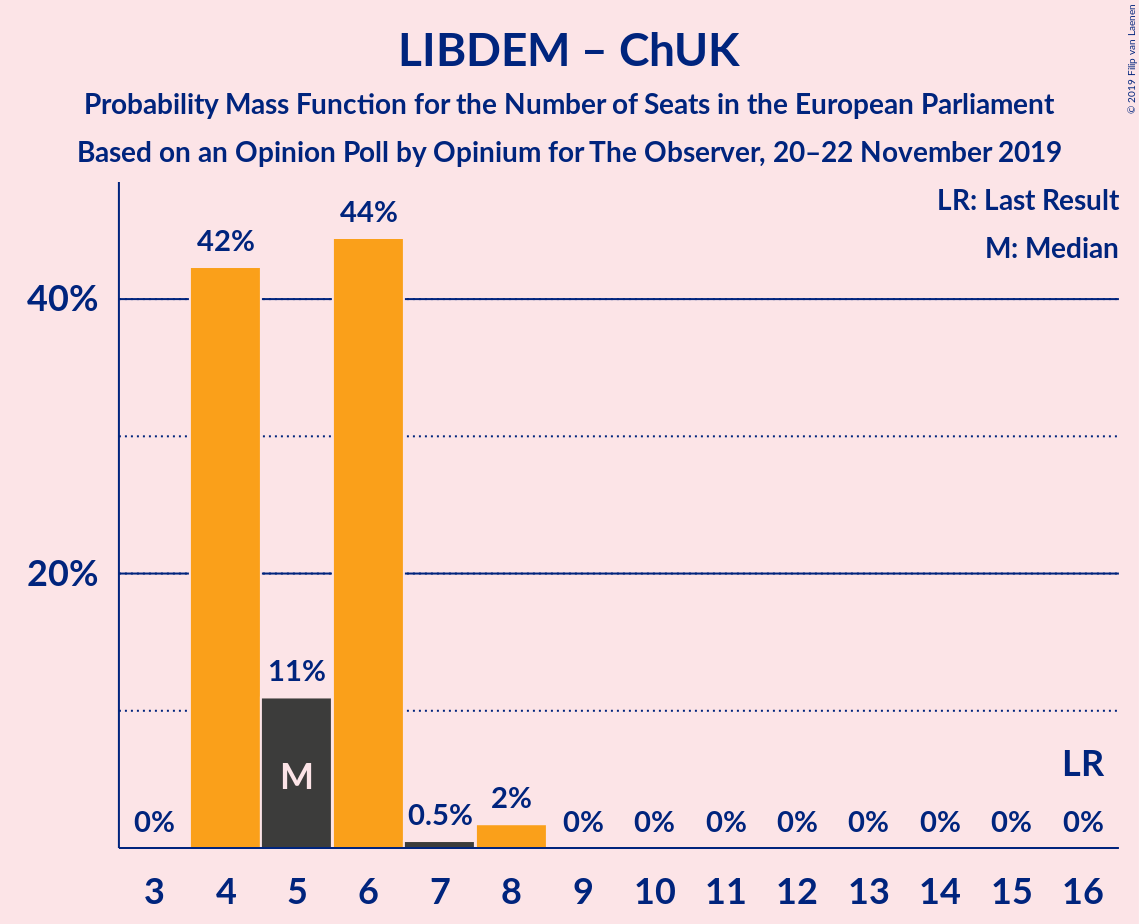 LIBDEM – ChUK
Probability Mass Function for the Number of Seats in the European Parliament
Based on an Opinion Poll by Opinium for The Observer, 20–22 November 2019
© 2019 Filip van Laenen
LR: Last Result
M: Median
44%
42%
40%
20%
11%
M
LR
0% 0.5% 2% 0% 0% 0% 0% 0% 0% 0% 0%
3 4 5 6 7 8 9 10 11 12 13 14 15 16